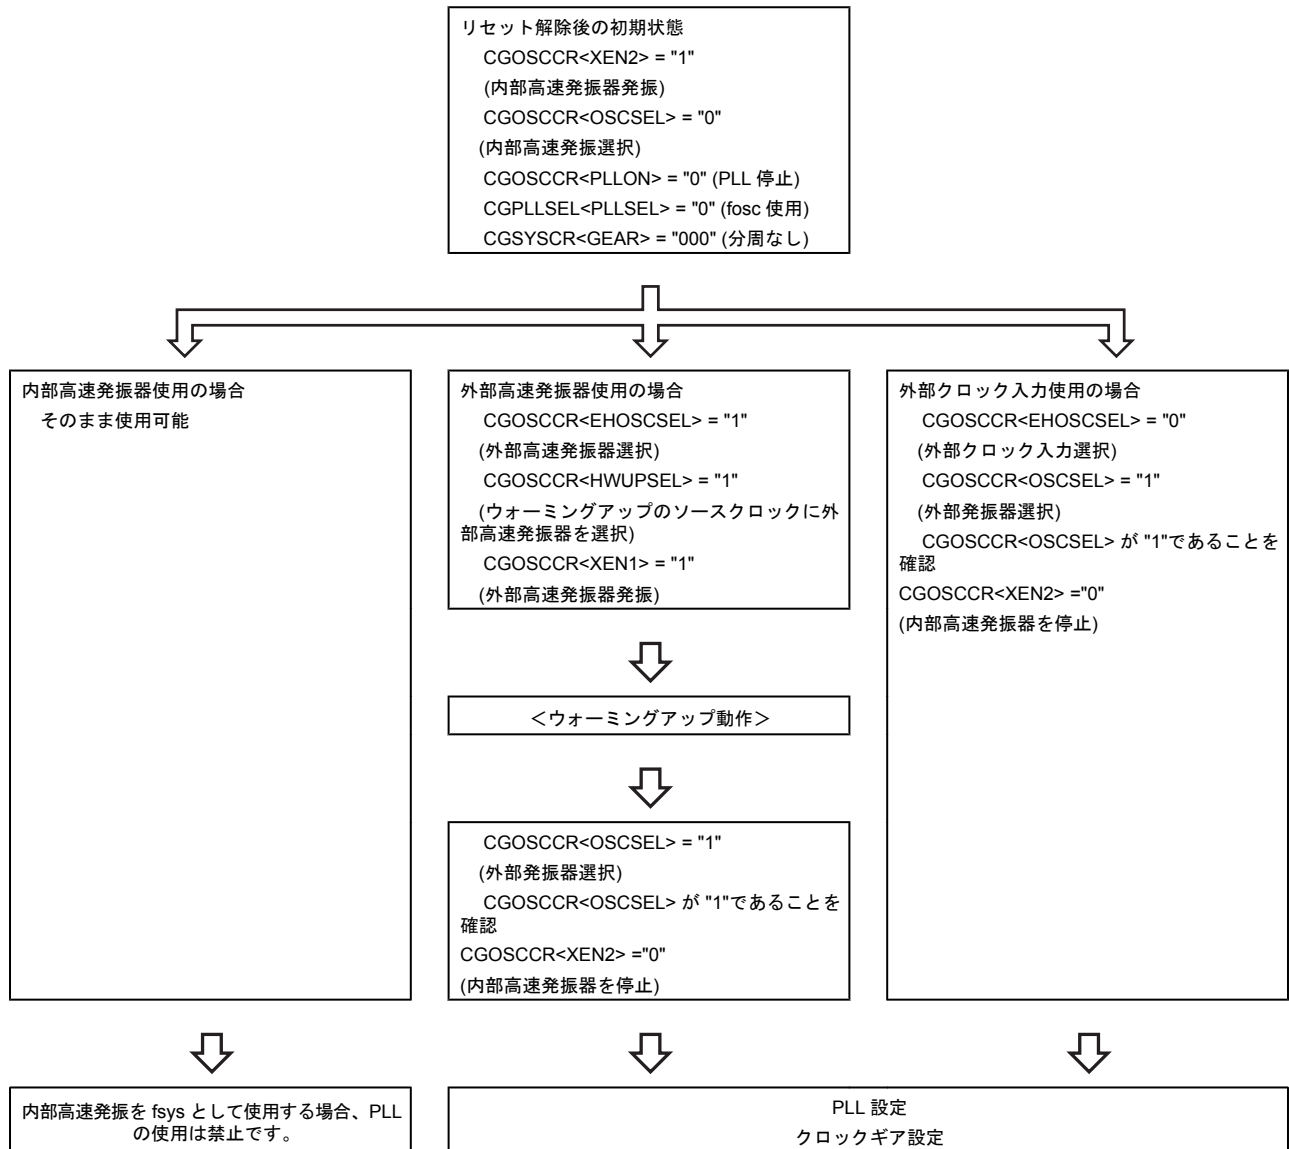 リセット解除後の初期状態
CGOSCCR<XEN2> = "1"
(内部高速発振器発振)
CGOSCCR<OSCSEL> = "0"
(内部高速発振選択)
CGOSCCR<PLLON> = "0" (PLL 停止)
CGPLLSEL<PLLSEL> = "0" (fosc 使用)
CGSYSCR<GEAR> = "000" (分周なし)
内部高速発振器使用の場合
そのまま使用可能
外部高速発振器使用の場合
CGOSCCR<EHOSCSEL> = "1"
(外部高速発振器選択)
CGOSCCR<HWUPSEL> = "1"
(ウォーミングアップのソースクロックに外
部高速発振器を選択)
CGOSCCR<XEN1> = "1"
(外部高速発振器発振)
<ウォーミングアップ動作>
CGOSCCR<OSCSEL> = "1"
(外部発振器選択)
CGOSCCR<OSCSEL> が "1"であることを
確認
CGOSCCR<XEN2> ="0"
(内部高速発振器を停止)
外部クロック入力使用の場合
CGOSCCR<EHOSCSEL> = "0"
(外部クロック入力選択)
CGOSCCR<OSCSEL> = "1"
(外部発振器選択)
CGOSCCR<OSCSEL> が "1"であることを
確認
CGOSCCR<XEN2> ="0"
(内部高速発振器を停止)
内部高速発振を fsys として使用する場合、PLL
の使用は禁止です。
PLL 設定
クロックギア設定